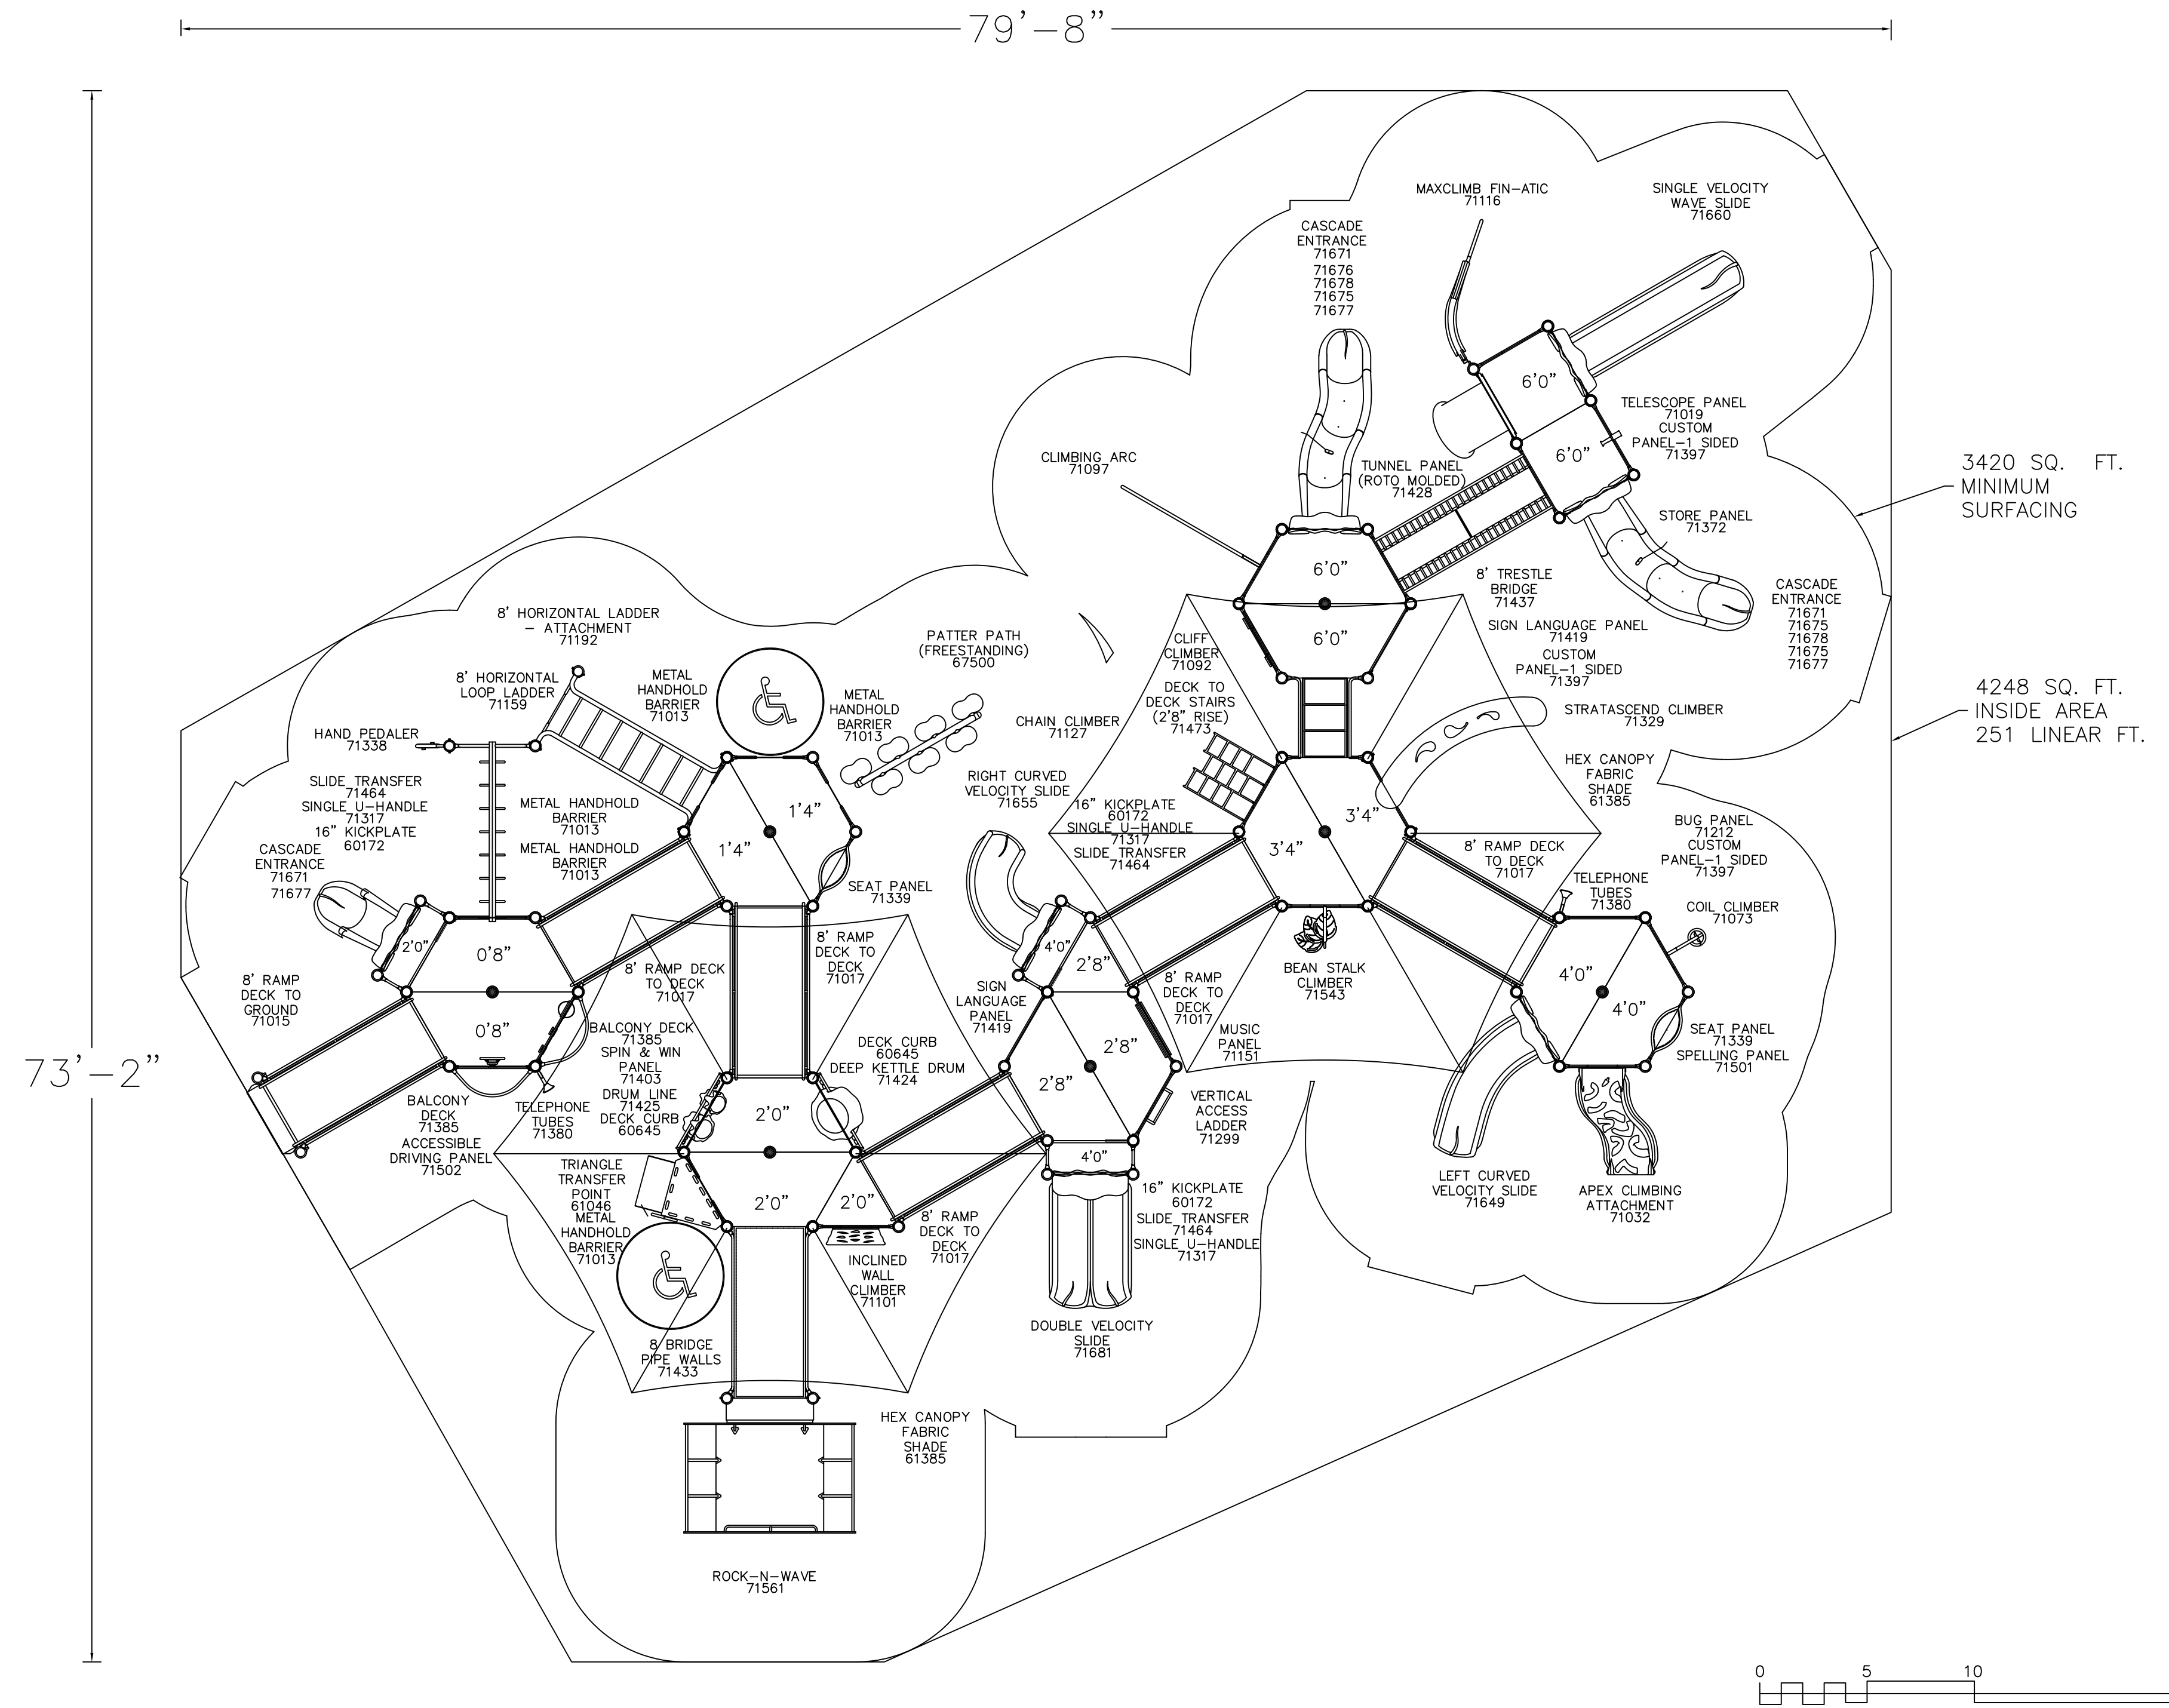 79'-8"
73'-2"
MAXCLIMB FIN-ATIC
71116
SINGLE VELOCITY
WAVE SLIDE
71660
CASCADE
ENTRANCE
71671
71676
71678
71675
71677
6'0"
6'0"
TELESCOPE PANEL
71019
CUSTOM
PANEL-1 SIDED
71397
CLIMBING ARC
71097
TUNNEL PANEL
(ROTO MOLDED)
71428
3420 SQ. FT.
MINIMUM
SURFACING
STORE PANEL
71372
6'0"
6'0"
8' TRESTLE
BRIDGE
71437
CASCADE
ENTRANCE
71671
71675
71678
71675
71677
SIGN LANGUAGE PANEL
71419
CUSTOM
PANEL-1 SIDED
71397
8' HORIZONTAL LADDER
- ATTACHMENT
71192
PATTER PATH
(FREESTANDING)
67500
CLIFF
CLIMBER
71092
8' HORIZONTAL
LOOP LADDER
71159
METAL
HANDHOLD
BARRIER
71013
METAL
HANDHOLD
BARRIER
71013
DECK TO
DECK STAIRS
(2'8" RISE)
71473
CHAIN CLIMBER
71127
STRATASCEND CLIMBER
71329
4248 SQ. FT.
INSIDE AREA
251 LINEAR FT.
HAND PEDALER
71338
SLIDE TRANSFER
71464
SINGLE U-HANDLE
71317
16" KICKPLATE
60172
METAL HANDHOLD
BARRIER
71013
METAL HANDHOLD
BARRIER
71013
1'4"
1'4"
RIGHT CURVED
VELOCITY SLIDE
71655
16" KICKPLATE
60172
SINGLE U-HANDLE
71317
SLIDE TRANSFER
71464
3'4"
3'4"
HEX CANOPY
FABRIC
SHADE
61385
BUG PANEL
71212
CUSTOM
PANEL-1 SIDED
71397
8' RAMP DECK
TO DECK
71017
CASCADE
ENTRANCE
71671
71677
SEAT PANEL
71339
TELEPHONE
TUBES
71380
COIL CLIMBER
71073
2'0"
0'8"
0'8"
8' RAMP
DECK TO
GROUND
71015
8' RAMP DECK
TO DECK
71017
8' RAMP
DECK TO
DECK
71017
4'0"
2'8"
8' RAMP
DECK TO
DECK
71017
BEAN STALK
CLIMBER
71543
4'0"
4'0"
SIGN
LANGUAGE
PANEL
71419
MUSIC
PANEL
71151
2'8"
2'8"
SEAT PANEL
71339
SPELLING PANEL
71501
BALCONY DECK
71385
SPIN & WIN
PANEL
71403
DRUM LINE
71425
DECK CURB
60645
DECK CURB
60645
DEEP KETTLE DRUM
71424
BALCONY
DECK
71385
ACCESSIBLE
DRIVING PANEL
71502
TELEPHONE
TUBES
71380
2'0"
2'0"
2'0"
VERTICAL
ACCESS
LADDER
71299
4'0"
TRIANGLE
TRANSFER
POINT
61046
METAL
HANDHOLD
BARRIER
71013
16" KICKPLATE
60172
SLIDE TRANSFER
71464
SINGLE U-HANDLE
71317
8' RAMP
DECK TO
DECK
71017
LEFT CURVED
VELOCITY SLIDE
71649
APEX CLIMBING
ATTACHMENT
71032
INCLINED
WALL
CLIMBER
71101
DOUBLE VELOCITY
SLIDE
71681
8 BRIDGE
PIPE WALLS
71433
HEX CANOPY
FABRIC
SHADE
61385
ROCK-N-WAVE
71561
0 5 10